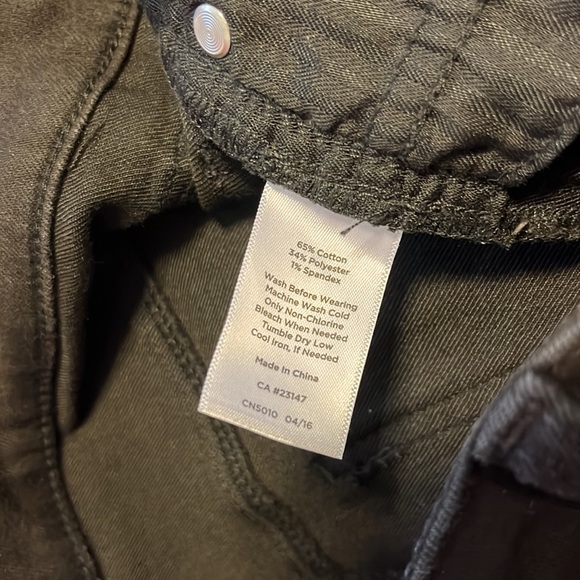 65% Cotton
34% Polyester
1% Spandex
Wash Before Wearing
Machine Wash Cold
Only Non-Chlorine
Bleach When Needed
Tumble Dry Low
Cool Iron, If Needed
Made In China
CA #23147
CN5010 04/16